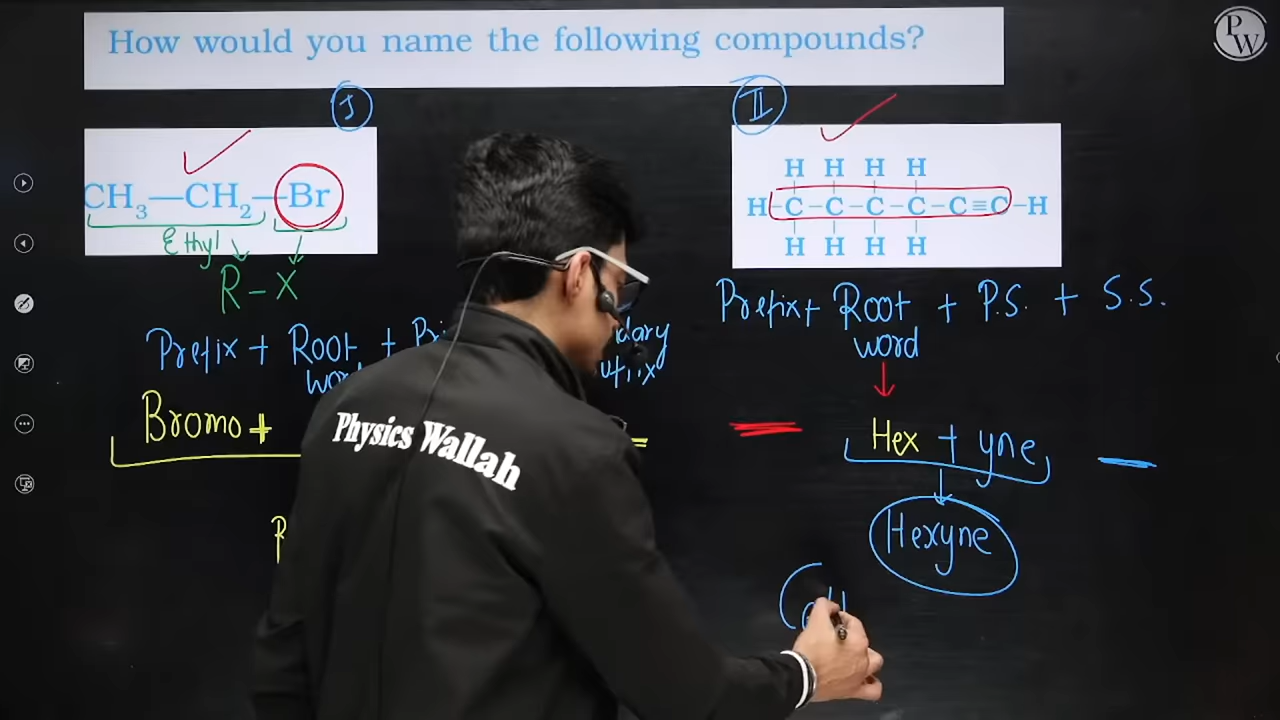 How would you name the following compounds?
PW
I
II
CH₃—CH₂—Br
Ethyl
R - X
H H H H
H-C-C-C-C-C≡C-H
H H H H
Prefix + Root
word
Bromo +
Prefix + Root + P.S. + S.S.
word
Hex + yne
Hexyne
Physics Wallah